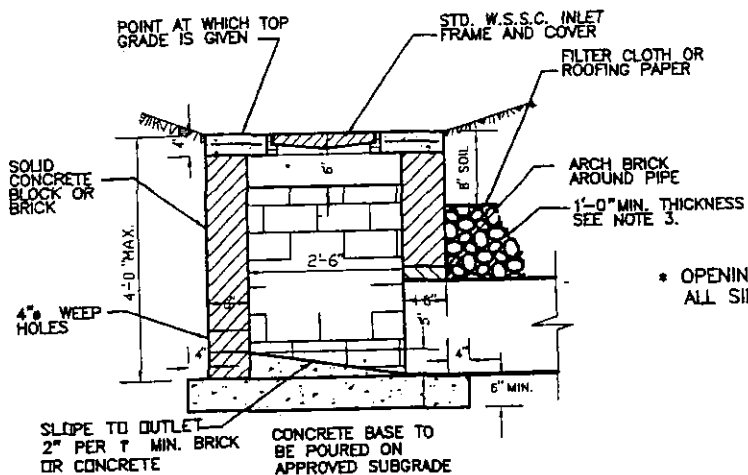 POINT AT WHICH TOP
GRADE IS GIVEN
STD. W.S.S.C. INLET
FRAME AND COVER
FILTER CLOTH OR
ROOFING PAPER
4"
SOLID
CONCRETE
BLOCK OR
BRICK
6"
8" SOIL
ARCH BRICK
AROUND PIPE
1'-0" MIN. THICKNESS
SEE NOTE 3.
4'-0" MAX.
2'-6"
* OPENIN
ALL SI
4"ø WEEP
HOLES
4"
4"
6" MIN.
SLOPE TO OUTLET
2" PER 1' MIN. BRICK
OR CONCRETE
CONCRETE BASE TO
BE POURED ON
APPROVED SUBGRADE